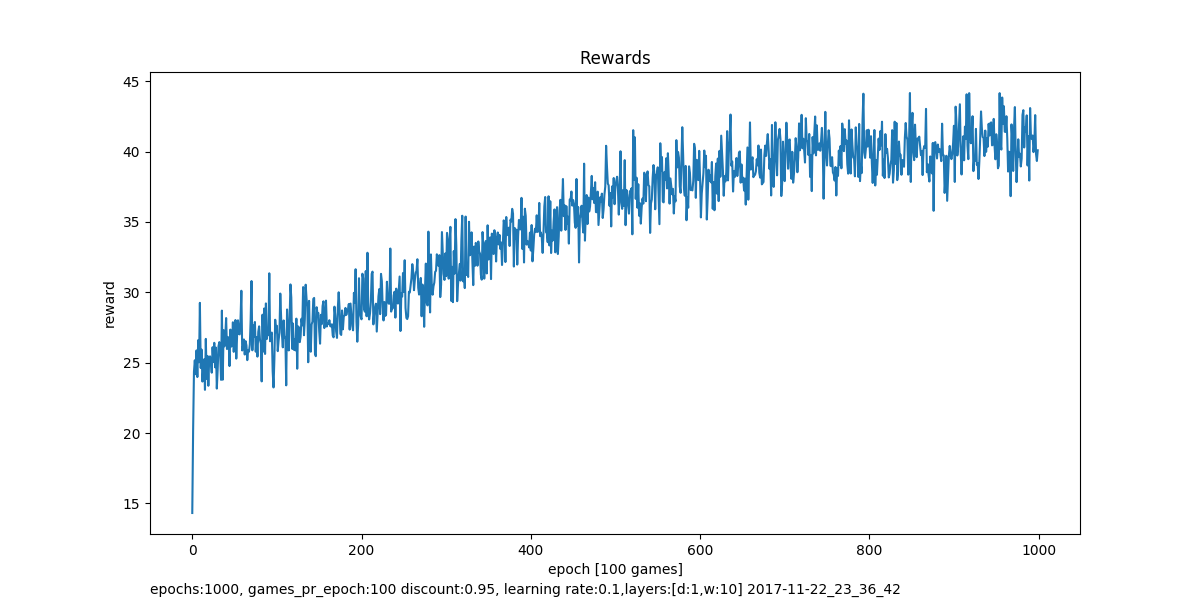 Rewards
45
40
35
30
25
20
15
reward
0 200 400 600 800 1000
epoch [100 games]
epochs:1000, games_pr_epoch:100 discount:0.95, learning rate:0.1,layers:[d:1,w:10] 2017-11-22_23_36_42